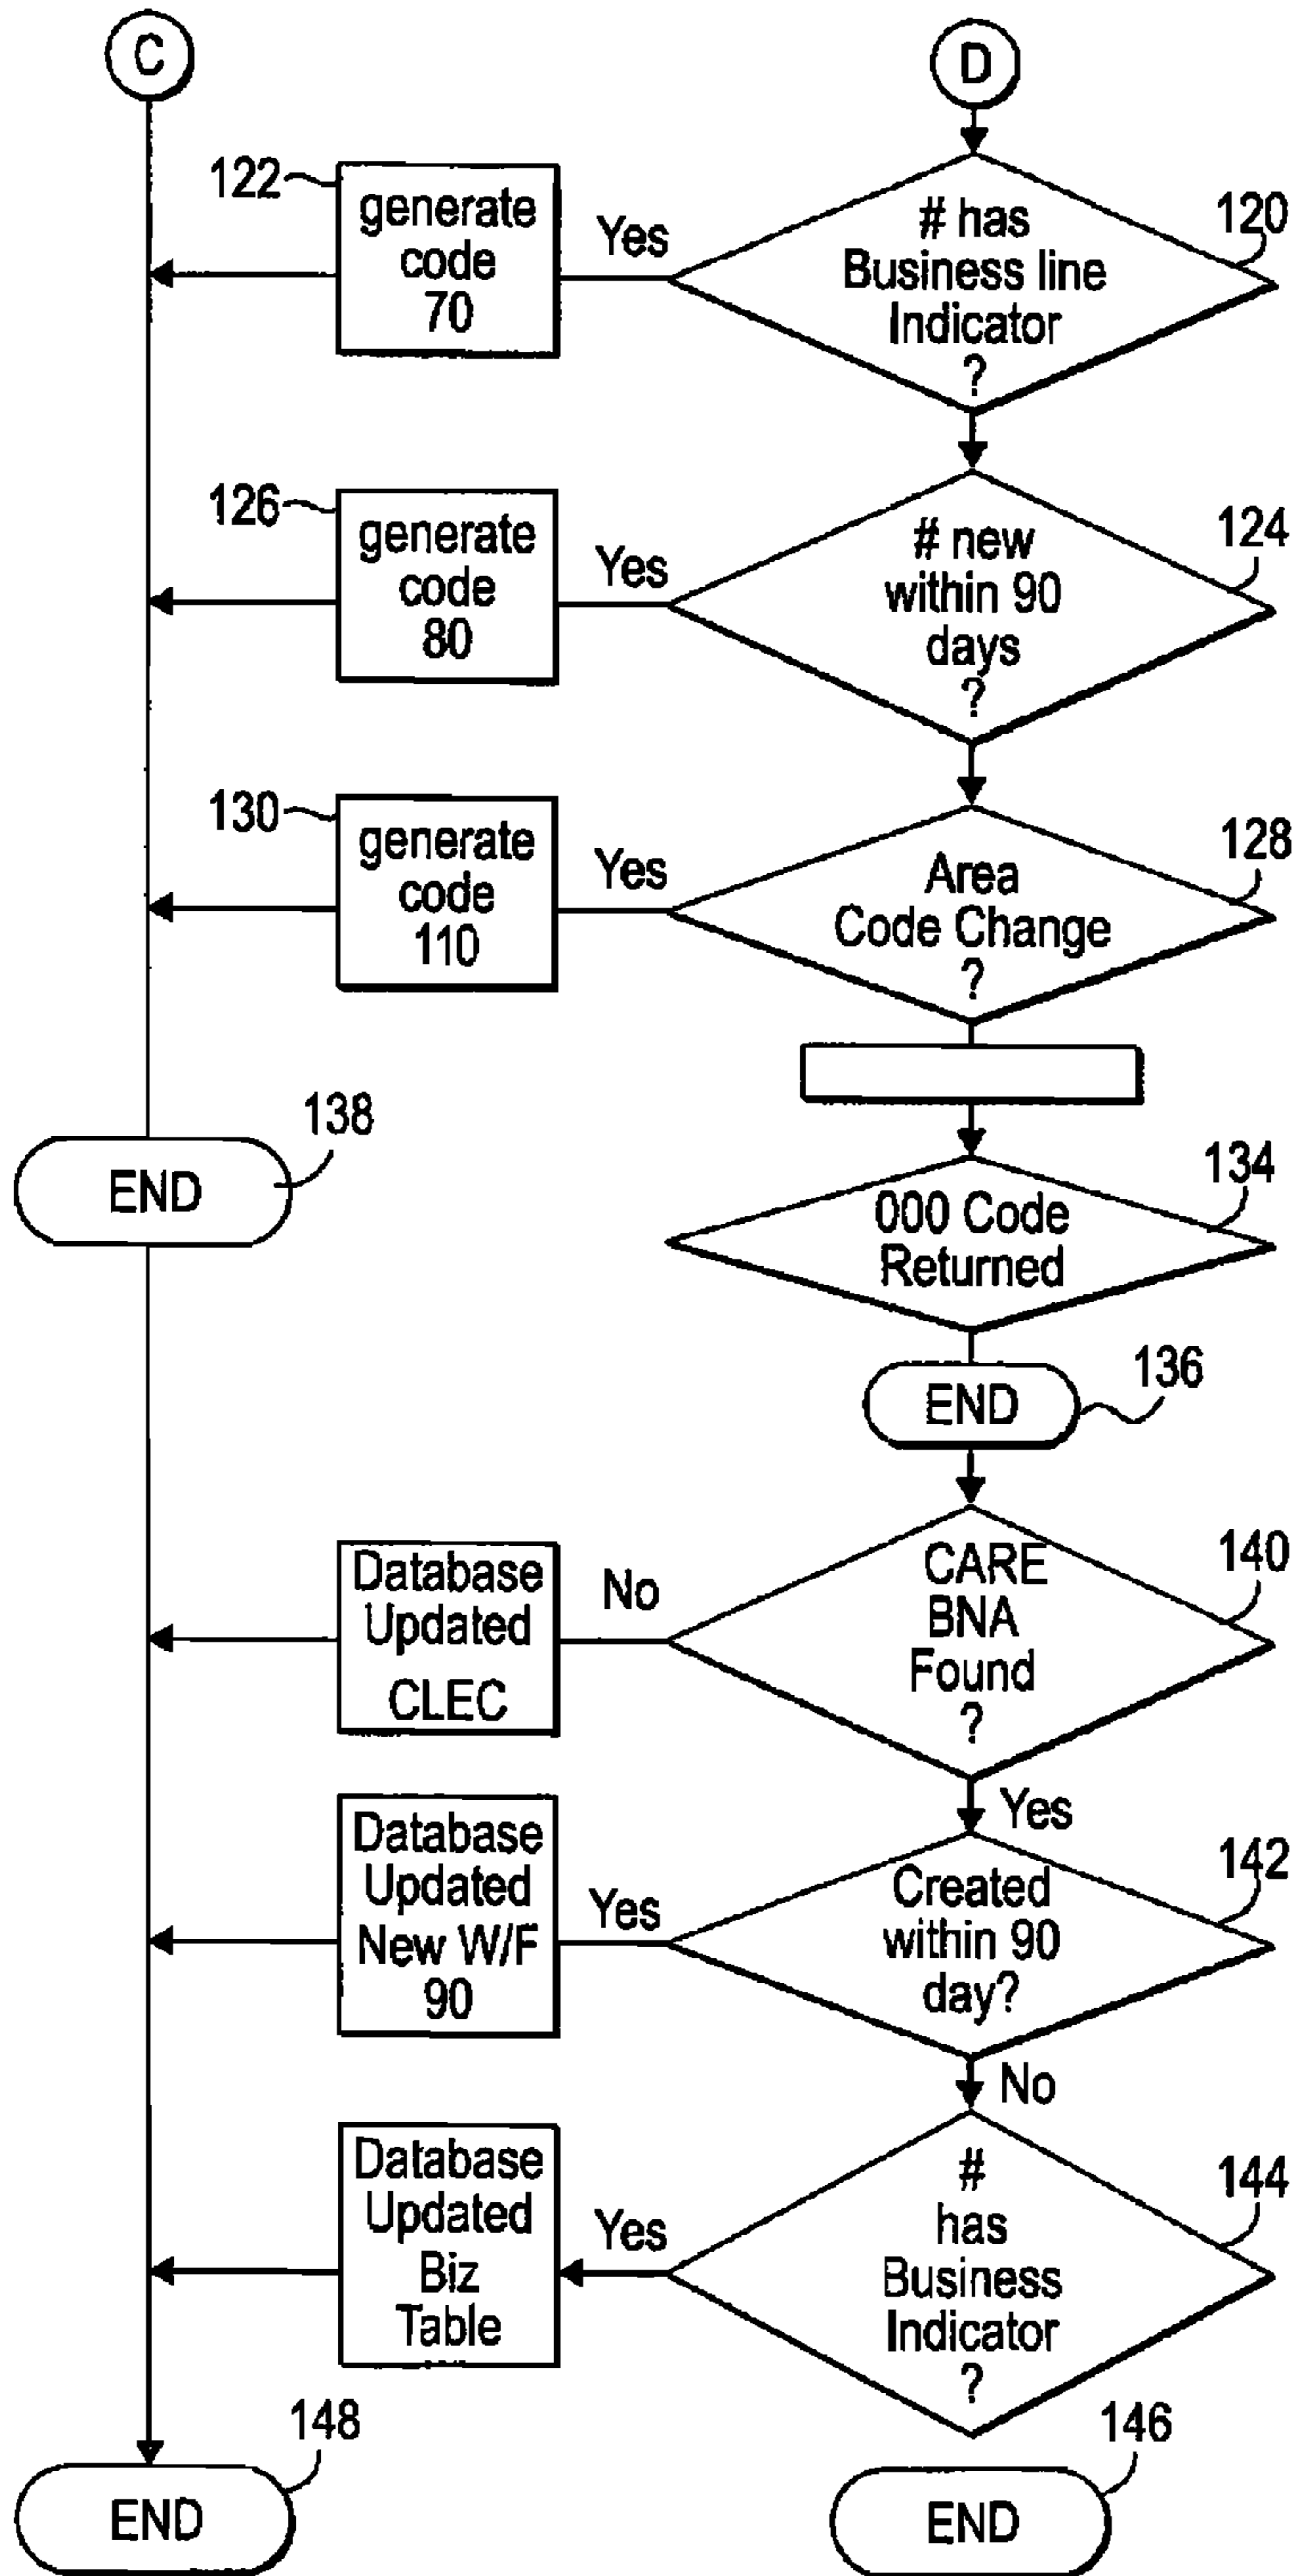 C
D
122
generate
code
70
Yes
# has
Business line
Indicator
?
120
126
generate
code
80
Yes
# new
within 90
days
?
124
130
generate
code
110
Yes
Area
Code Change
?
128
END
138
000 Code
Returned
134
END
136
Database
Updated
CLEC
No
CARE
BNA
Found
?
140
Yes
Database
Updated
New W/F
90
Yes
Created
within 90
day?
142
No
Database
Updated
Biz
Table
Yes
#
has
Business
Indicator
?
144
END
148
END
146